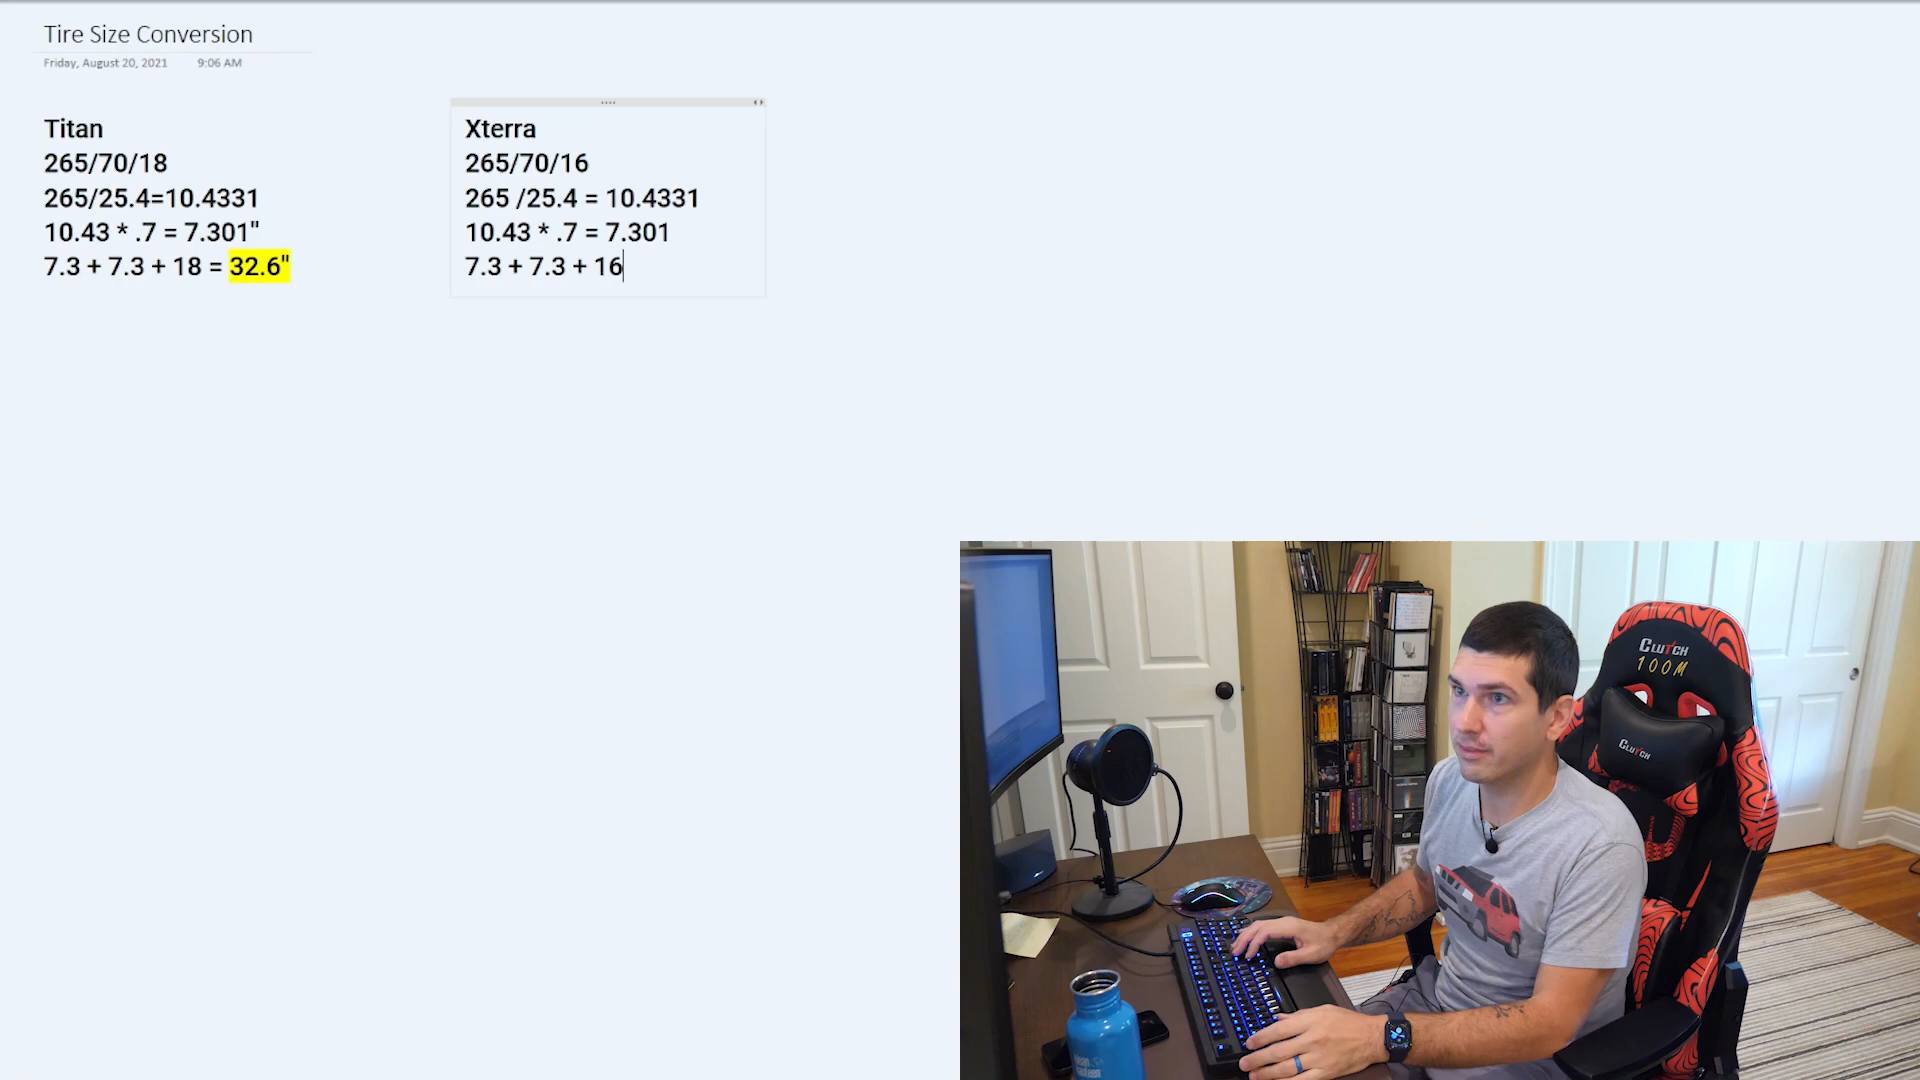 Tire Size Conversion
Friday, August 20, 2021 9:06 AM
Titan
265/70/18
265/25.4=10.4331
10.43 * .7 = 7.301"
7.3 + 7.3 + 18 = 32.6"
Xterra
265/70/16
265 /25.4 = 10.4331
10.43 * .7 = 7.301
7.3 + 7.3 + 16
CLUTCH
100M
CLUTCH
klean
kanteen